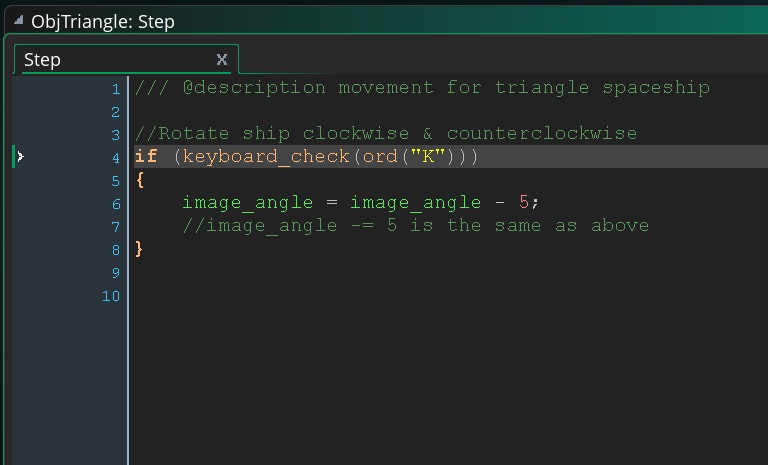 ObjTriangle: Step
Step X
1 /// @description movement for triangle spaceship
2
3 //Rotate ship clockwise & counterclockwise
4 if (keyboard_check(ord("K")))
5 {
6 image_angle = image_angle - 5;
7 //image_angle -= 5 is the same as above
8 }
9
10